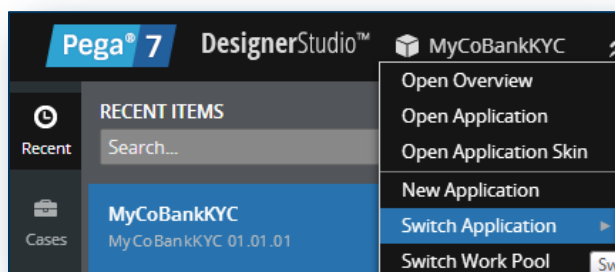 Pega® 7 DesignerStudio™ MyCoBankKYC
Open Overview
RECENT ITEMS
Open Application
Recent
Search...
Open Application Skin
New Application
MyCoBankKYC
Switch Application
Cases
MyCoBankKYC 01.01.01
Switch Work Pool